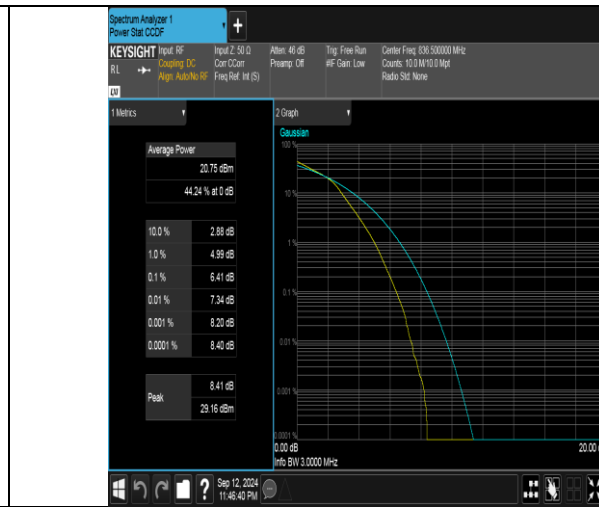 Spectrum Analyzer 1
Power Stat CCDF
KEYSIGHT
RL
Input: RF
Coupling: DC
Align: Auto/No RF
Input Z: 50 Ω
Corr CCorr
Freq Ref: Int (S)
Atten: 46 dB
Preamp: Off
Trig: Free Run
#IF Gain: Low
Center Freq: 836.500000 MHz
Counts: 10.0 M/10.0 Mpt
Radio Std: None
LXI
1 Metrics
Average Power
20.75 dBm
44.24 % at 0 dB
10.0 % 2.88 dB
1.0 % 4.99 dB
0.1 % 6.41 dB
0.01 % 7.34 dB
0.001 % 8.20 dB
0.0001 % 8.40 dB
Peak
8.41 dB
29.16 dBm
2 Graph
Gaussian
100 %
10 %
1 %
0.1 %
0.01 %
0.001 %
0.0001 %
0.00 dB
20.00
Info BW 3.0000 MHz
?
Sep 12, 2024
11:46:40 PM